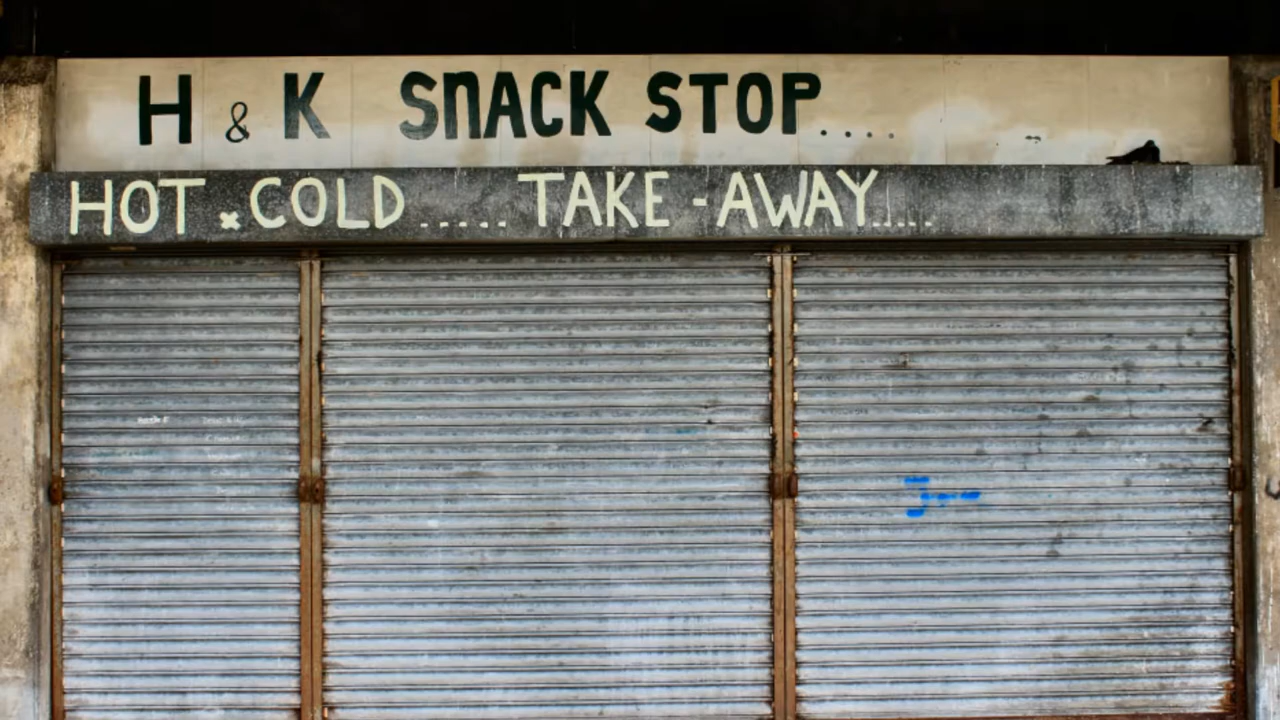 H & K SNACK STOP....
HOT × COLD ..... TAKE-AWAY.....